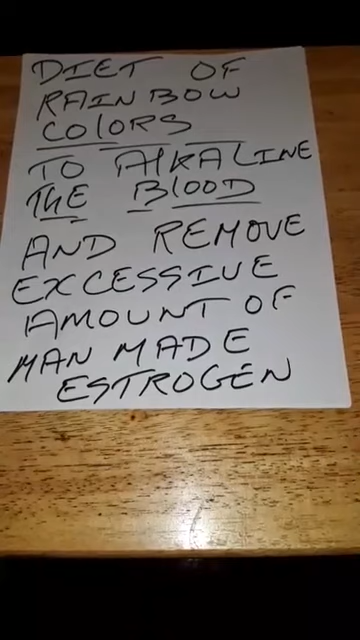 DIET OF
RAINBOW
COlORS
TO AlKALINE
THE BlOOD
AND REMOVE
EXCESSIVE
AMOUNT OF
MAN MADE
ESTROGEN